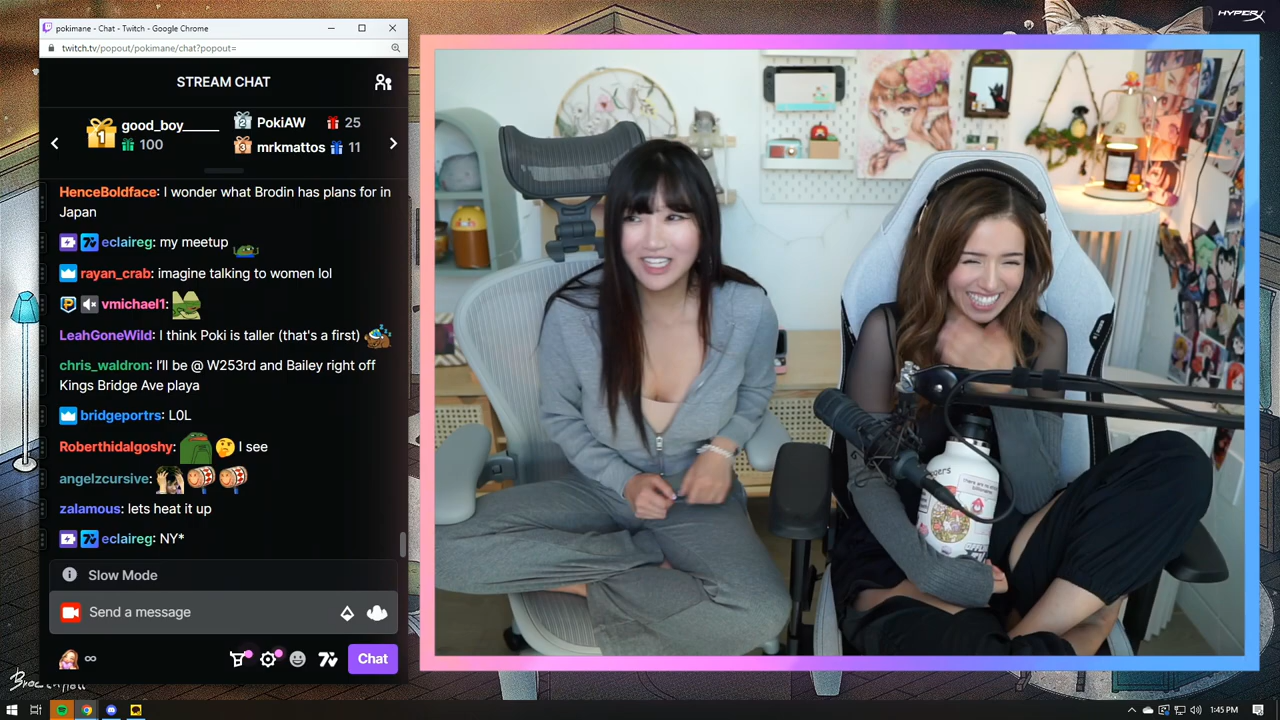 pokimane - Chat - Twitch - Google Chrome
twitch.tv/popout/pokimane/chat?popout=
STREAM CHAT
1 good_boy_____ 100
2 PokiAW 25
3 mrkmattos 11
HenceBoldface: I wonder what Brodin has plans for in
Japan
eclaireg: my meetup
rayan_crab: imagine talking to women lol
vmichael1:
LeahGoneWild: I think Poki is taller (that's a first)
chris_waldron: I'll be @ W253rd and Bailey right off
Kings Bridge Ave playa
bridgeportrs: L0L
Roberthidalgoshy: I see
angelzcursive:
zalamous: lets heat it up
eclaireg: NY*
Slow Mode
Send a message
Chat
HYPERX
1:45 PM